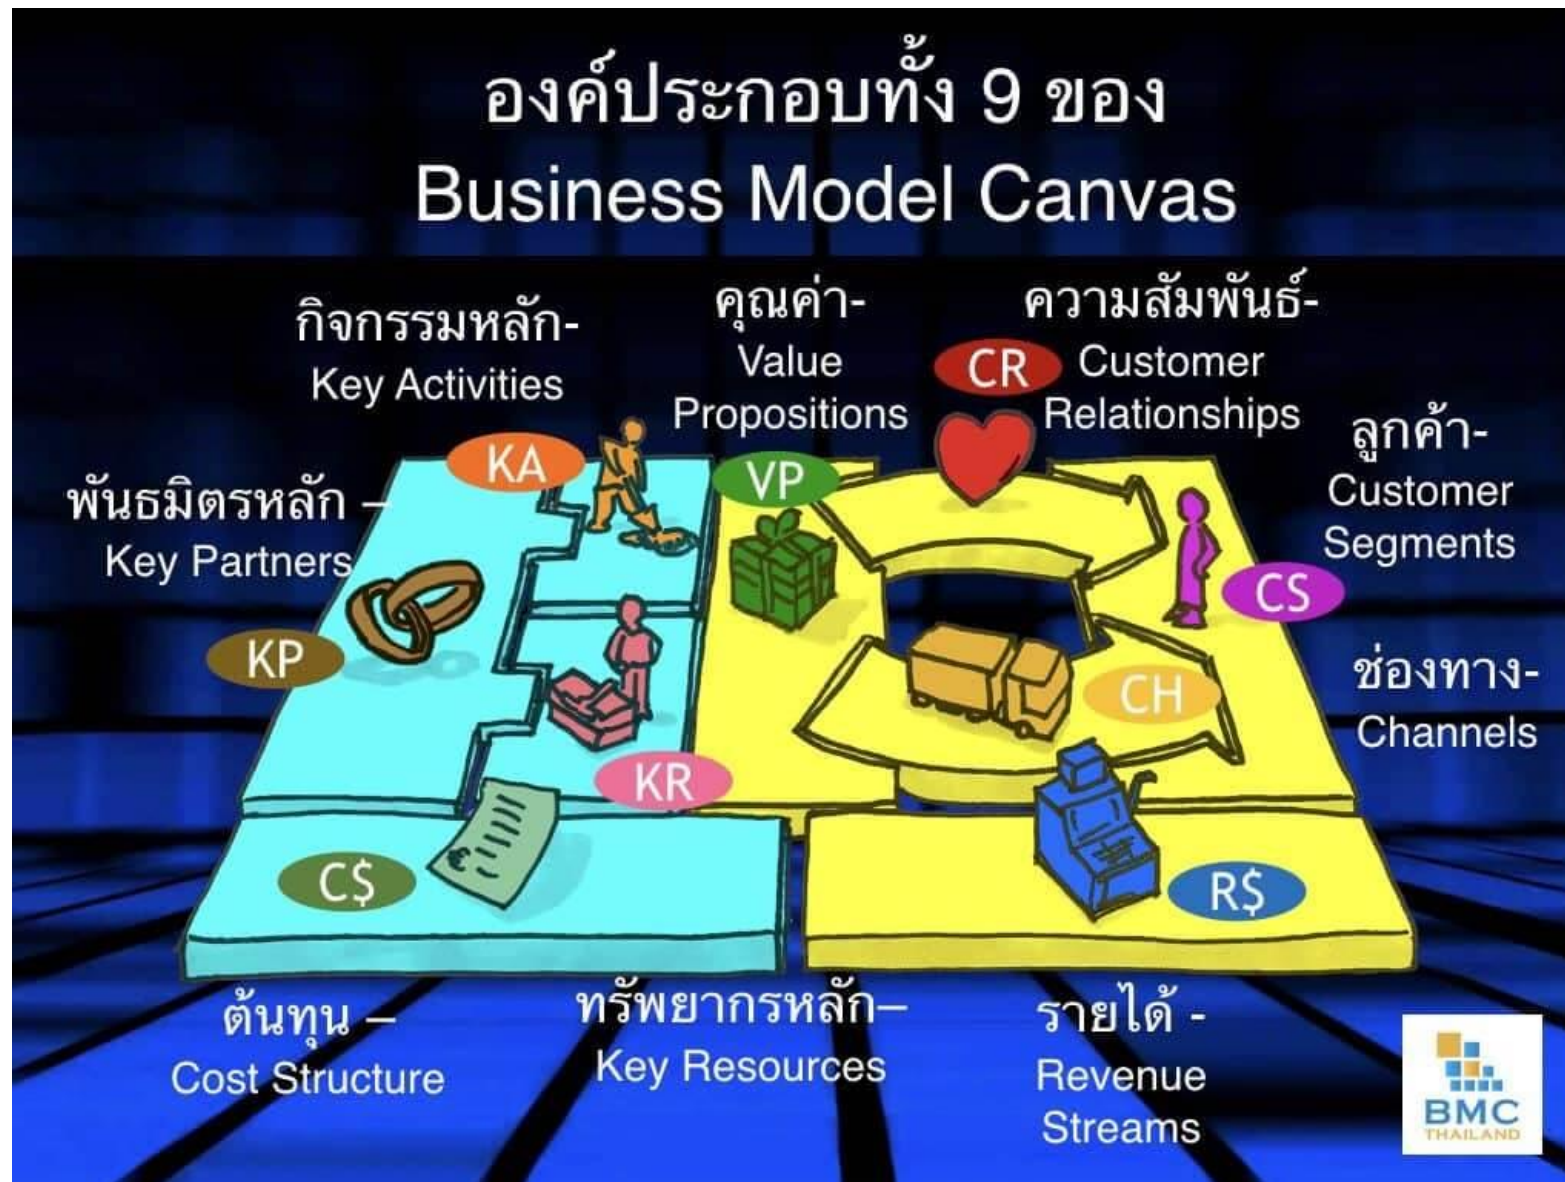 องค์ประกอบทั้ง 9 ของ
Business Model Canvas
กิจกรรมหลัก-
Key Activities
คุณค่า-
Value
Propositions
ความสัมพันธ์-
CR
Customer
Relationships
ลูกค้า-
Customer
Segments
KA
VP
พันธมิตรหลัก –
Key Partners
CS
KP
CH
ช่องทาง-
Channels
KR
C$
R$
ต้นทุน –
Cost Structure
ทรัพยากรหลัก–
Key Resources
รายได้ -
Revenue
Streams
BMC
THAILAND